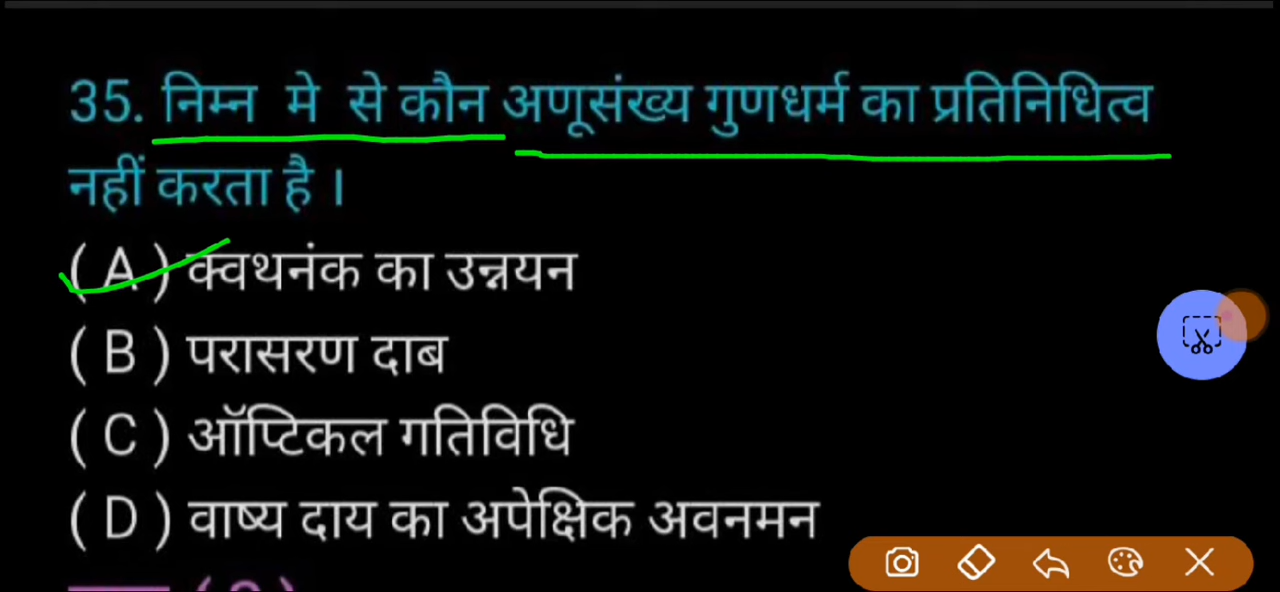 35. निम्न मे से कौन अणूसंख्य गुणधर्म का प्रतिनिधित्व
नहीं करता है ।
( A ) क्वथनंक का उन्नयन
( B ) परासरण दाब
( C ) ऑप्टिकल गतिविधि
( D ) वाष्य दाय का अपेक्षिक अवनमन